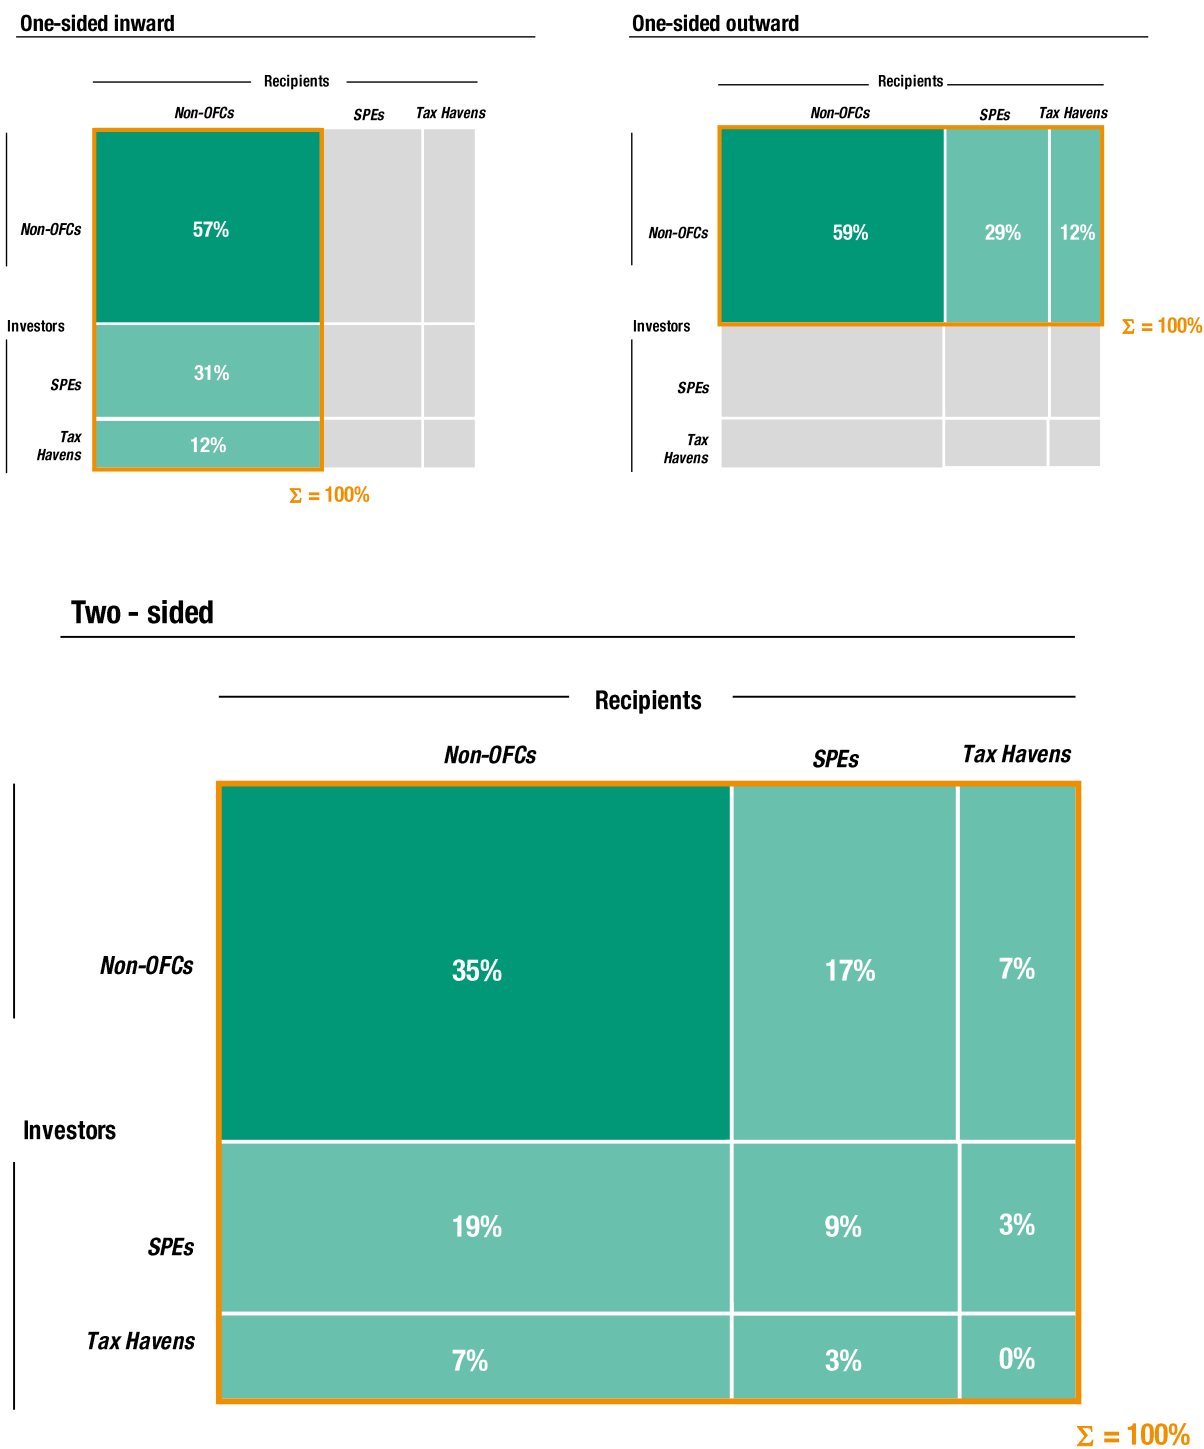 One-sided inward
Recipients
Non-OFCs SPEs Tax Havens
Non-OFCs 57%
Investors
SPEs 31%
Tax
Havens 12%
Σ = 100%
One-sided outward
Recipients
Non-OFCs SPEs Tax Havens
Non-OFCs 59% 29% 12%
Investors
Σ = 100%
SPEs
Tax
Havens
Two - sided
Recipients
Non-OFCs SPEs Tax Havens
Non-OFCs 35% 17% 7%
Investors
SPEs 19% 9% 3%
Tax Havens 7% 3% 0%
Σ = 100%